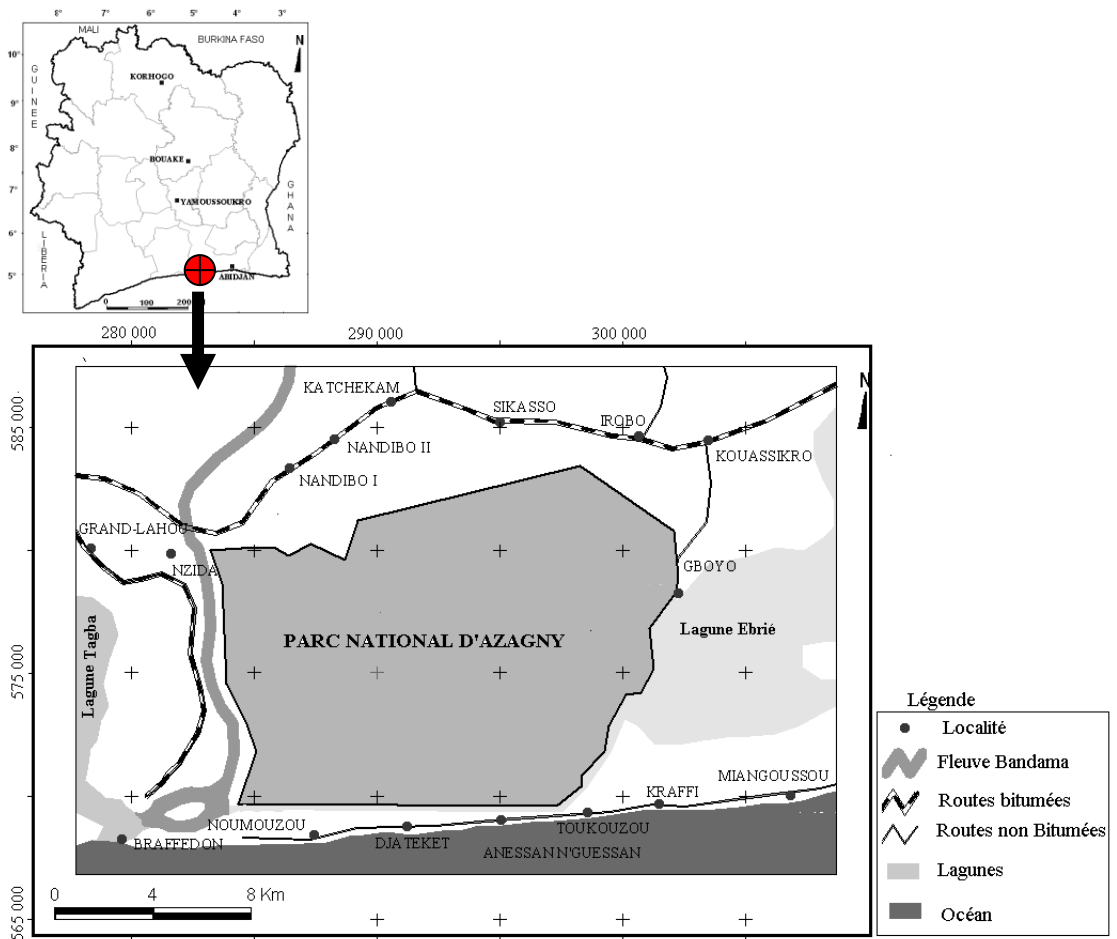 8° 7° 6° 5° 4° 3°
MALI
BURKINA FASO
N
10°
9°
8°
7°
6°
5°
GUINEE
LIBERIA
GHANA
KORHOGO
BOUAKE
YAMOUSSOUKRO
ABIDJAN
0 100 200
280 000 290 000 300 000
585 000
575 000
565 000
N
KATCHEKAM
SIKASSO
IROBO
NANDIBO II
KOUASSIKRO
NANDIBO I
GRAND-LAHOU
NZIDA
GBOYO
Lagune Tagba
PARC NATIONAL D'AZAGNY
Lagune Ebrié
MIANGOUSSOU
KRAFFI
NOUMOUZOU
TOUKOUZOU
BRAFFEDON
DJATEKET
ANESSAN N'GUESSAN
0 4 8 Km
Légende
Localité
Fleuve Bandama
Routes bitumées
Routes non Bitumées
Lagunes
Océan